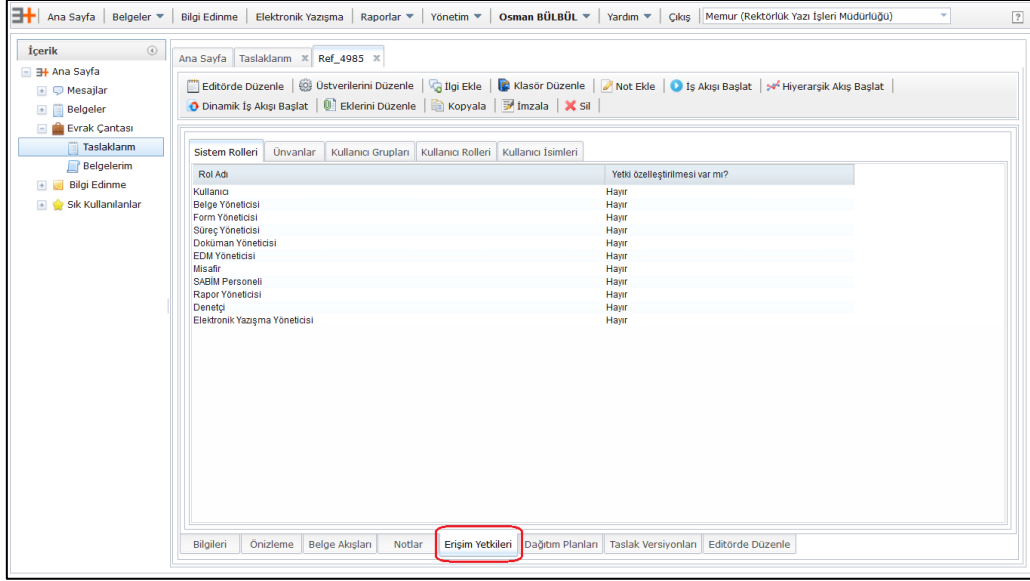 Ana Sayfa Belgeler Bilgi Edinme Elektronik Yazışma Raporlar Yönetim Osman BÜLBÜL Yardım Çıkış Memur (Rektörlük Yazı İşleri Müdürlüğü) ?
İçerik
Ana Sayfa
Mesajlar
Belgeler
Evrak Çantası
Taslaklarım
Belgelerim
Bilgi Edinme
Sık Kullanılanlar
Ana Sayfa Taslaklarım x Ref_4985 x
Editörde Düzenle Üstverilerini Düzenle İlgi Ekle Klasör Düzenle Not Ekle İş Akışı Başlat Hiyerarşik Akış Başlat
Dinamik İş Akışı Başlat Eklerini Düzenle Kopyala İmzala Sil
Sistem Rolleri Ünvanlar Kullanıcı Grupları Kullanıcı Rolleri Kullanıcı İsimleri
Rol Adı Yetki özelleştirilmesi var mı?
Kullanıcı Hayır
Belge Yöneticisi Hayır
Form Yöneticisi Hayır
Süreç Yöneticisi Hayır
Doküman Yöneticisi Hayır
EDM Yöneticisi Hayır
Misafir Hayır
SABİM Personeli Hayır
Rapor Yöneticisi Hayır
Denetçi Hayır
Elektronik Yazışma Yöneticisi Hayır
Bilgileri Önizleme Belge Akışları Notlar Erişim Yetkileri Dağıtım Planları Taslak Versiyonları Editörde Düzenle